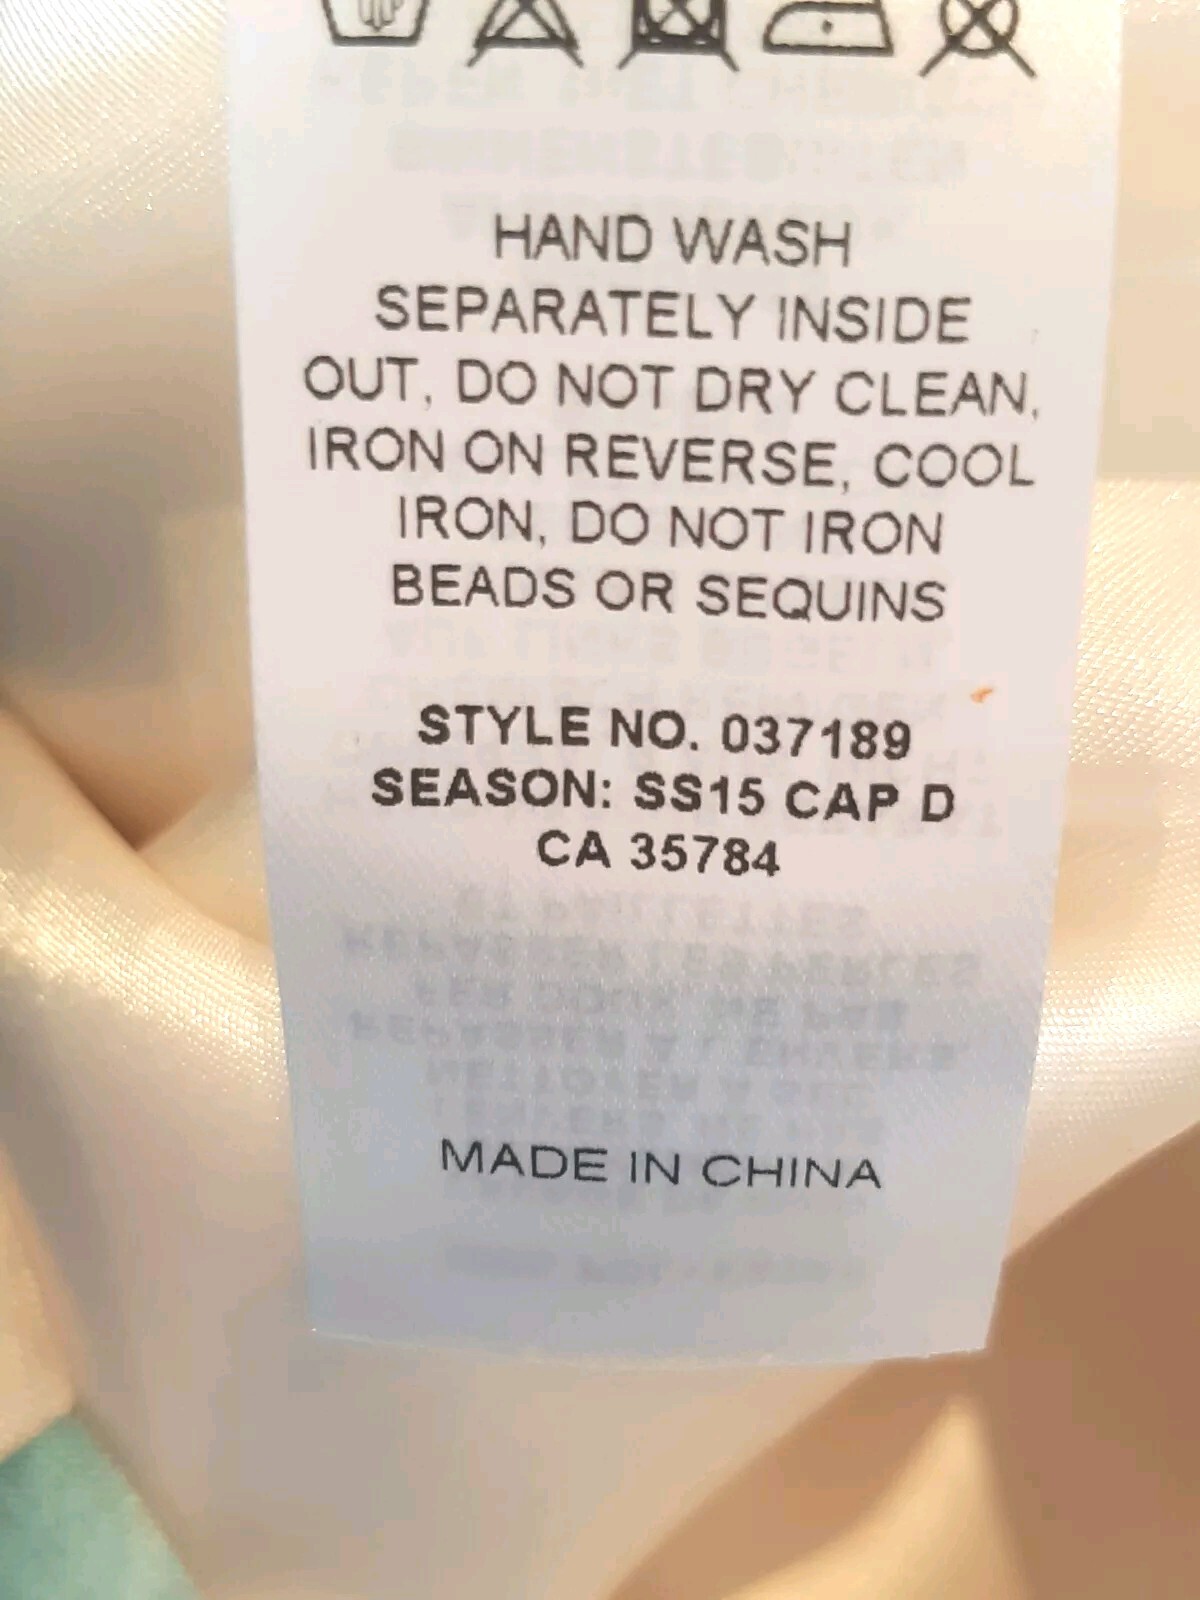 HAND WASH
SEPARATELY INSIDE
OUT, DO NOT DRY CLEAN,
IRON ON REVERSE, COOL
IRON, DO NOT IRON
BEADS OR SEQUINS
STYLE NO. 037189
SEASON: SS15 CAP D
CA 35784
MADE IN CHINA